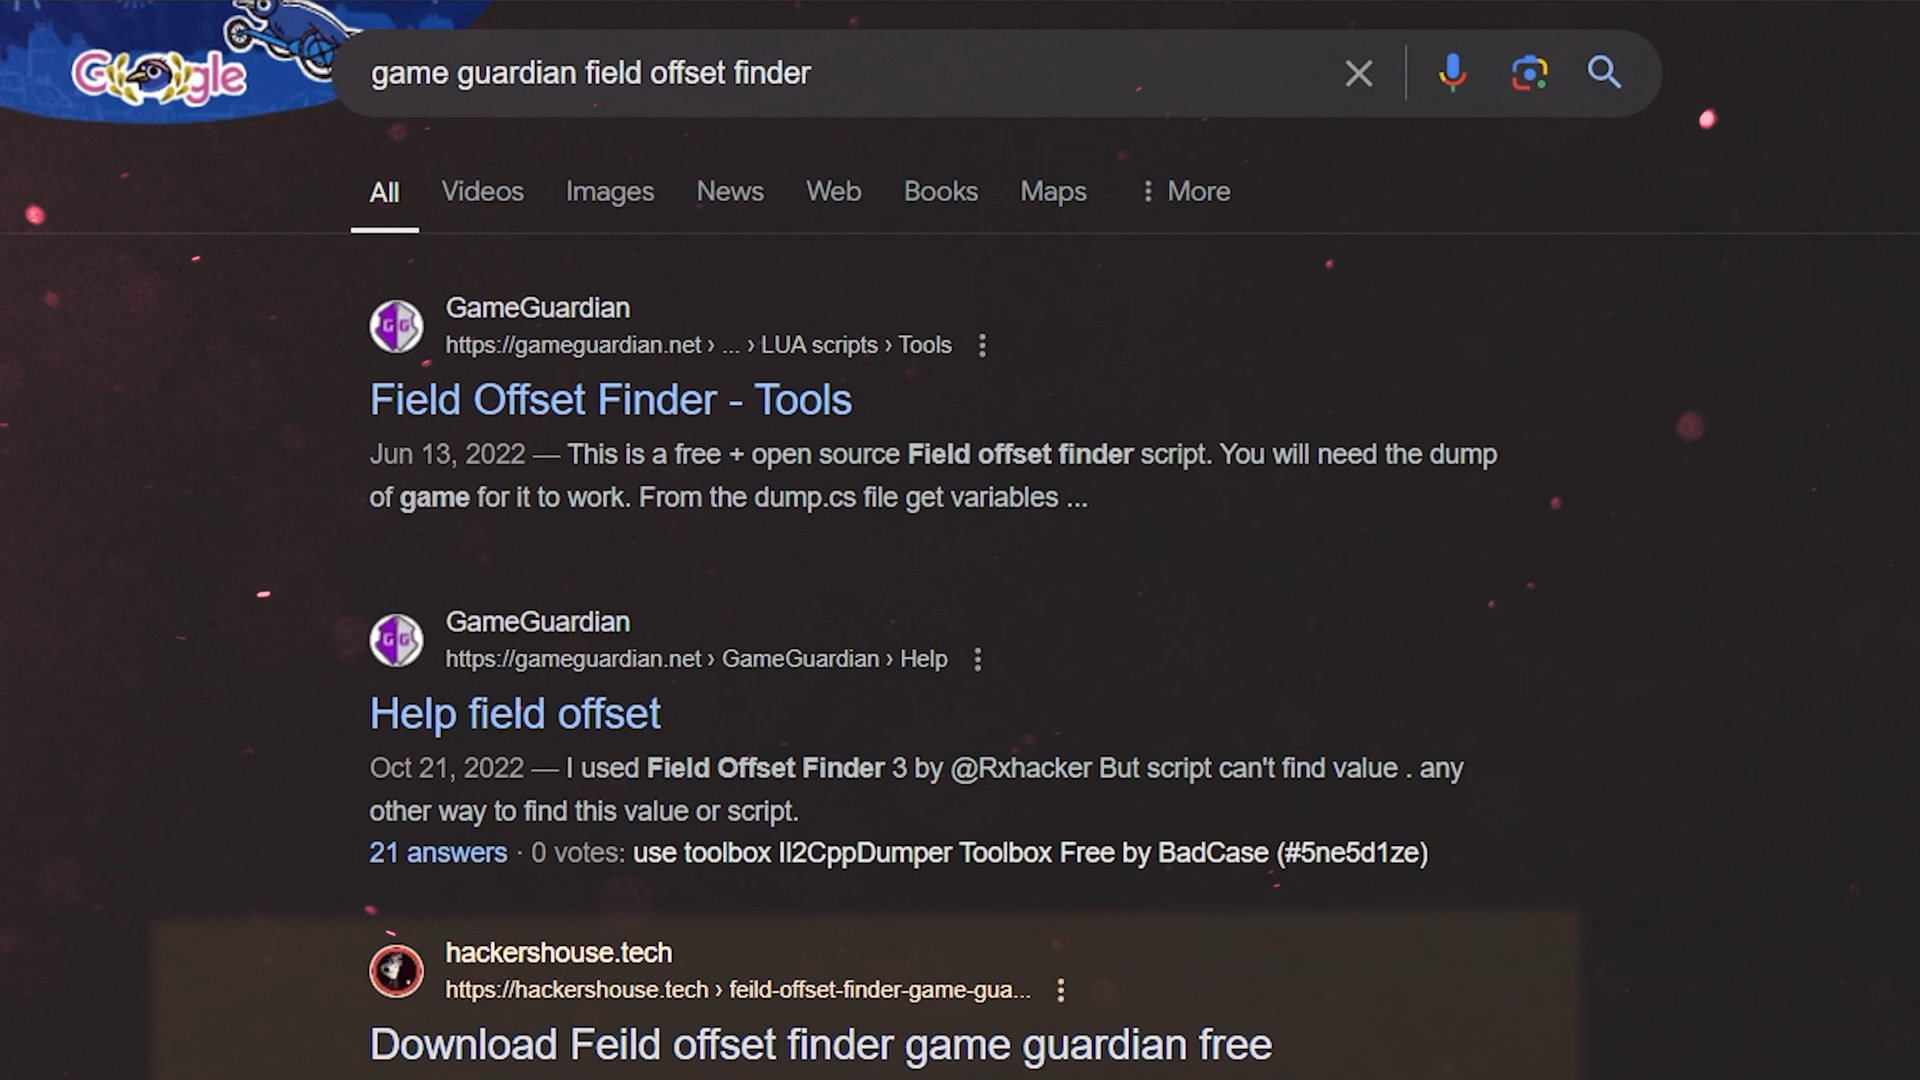 Google
game guardian field offset finder
All Videos Images News Web Books Maps More
GameGuardian
https://gameguardian.net › ... › LUA scripts › Tools
Field Offset Finder - Tools
Jun 13, 2022 — This is a free + open source Field offset finder script. You will need the dump
of game for it to work. From the dump.cs file get variables ...
GameGuardian
https://gameguardian.net › GameGuardian › Help
Help field offset
Oct 21, 2022 — I used Field Offset Finder 3 by @Rxhacker But script can't find value . any
other way to find this value or script.
21 answers · 0 votes: use toolbox Il2CppDumper Toolbox Free by BadCase (#5ne5d1ze)
hackershouse.tech
https://hackershouse.tech › feild-offset-finder-game-gua...
Download Feild offset finder game guardian free